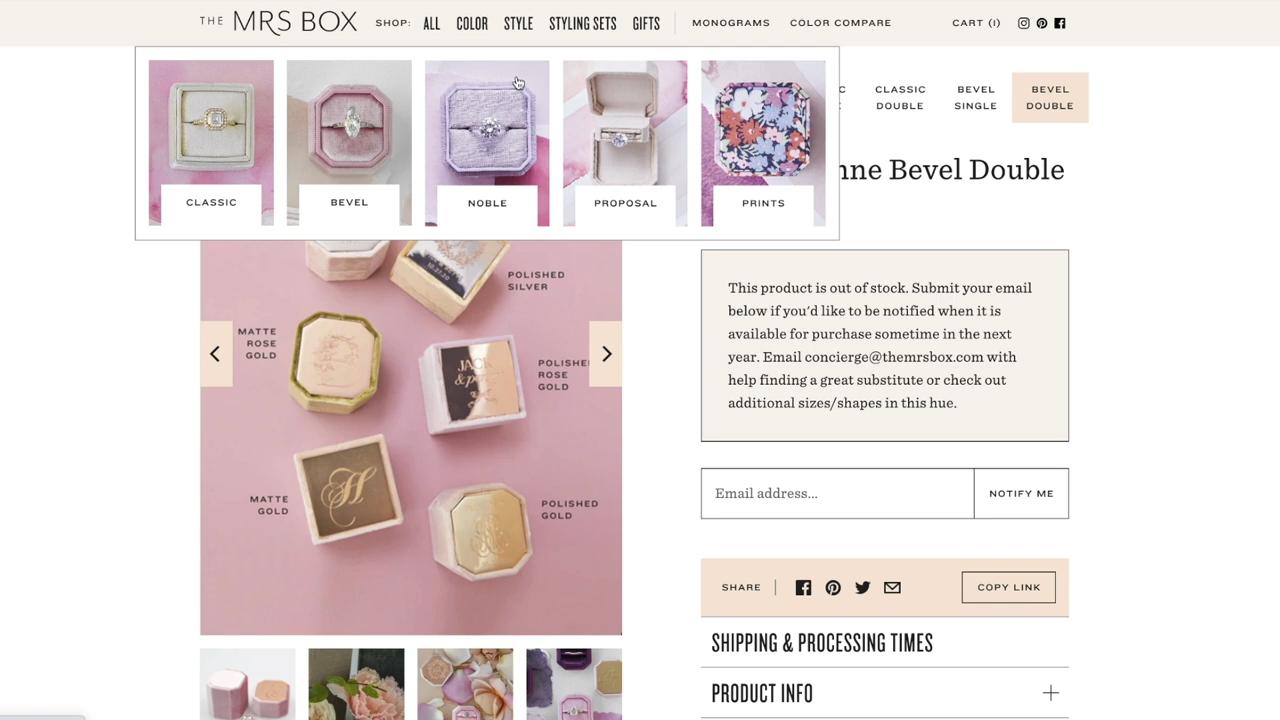 THE MRS BOX
SHOP: ALL COLOR STYLE STYLING SETS GIFTS
MONOGRAMS COLOR COMPARE
CART (1)
CLASSIC
BEVEL
NOBLE
PROPOSAL
PRINTS
CLASSIC
DOUBLE
BEVEL
SINGLE
BEVEL
DOUBLE
Bevel Double
POLISHED
SILVER
MATTE
ROSE
GOLD
POLISHED
ROSE
GOLD
JACK
MATTE
GOLD
H
POLISHED
GOLD
This product is out of stock. Submit your email
below if you'd like to be notified when it is
available for purchase sometime in the next
year. Email concierge@themrsbox.com with
help finding a great substitute or check out
additional sizes/shapes in this hue.
Email address...
NOTIFY ME
SHARE
COPY LINK
SHIPPING & PROCESSING TIMES
PRODUCT INFO